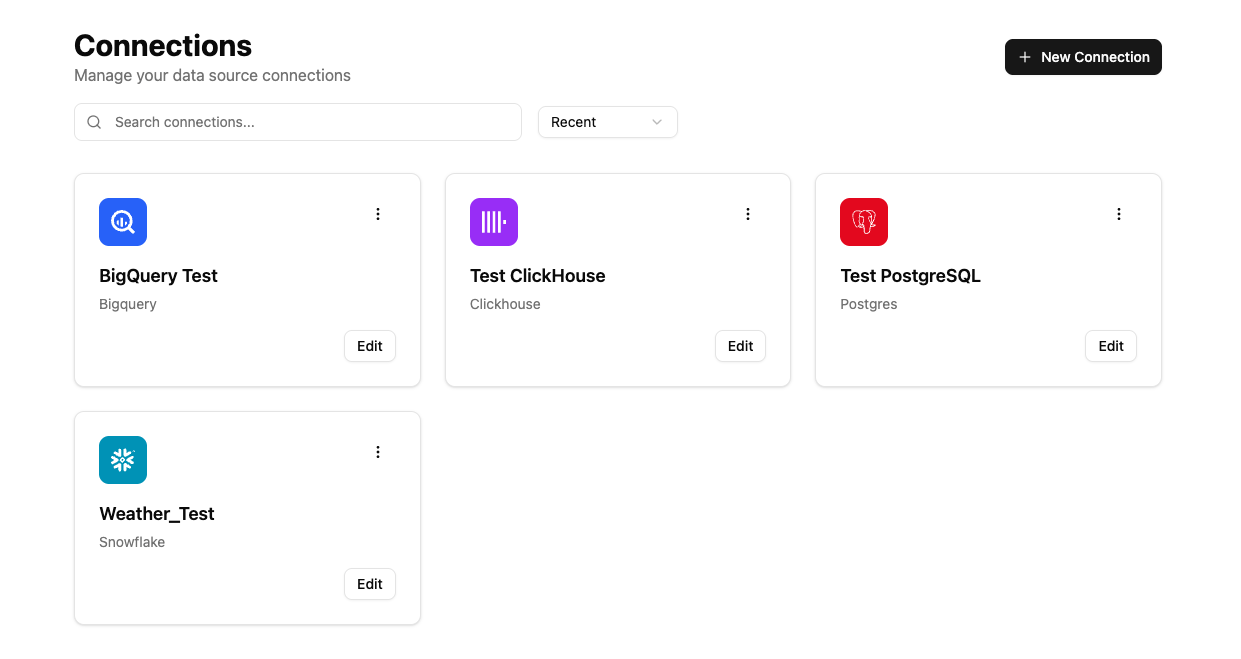 Connections
Manage your data source connections
New Connection
Search connections...
Recent
BigQuery Test
Bigquery
Edit
Test ClickHouse
Clickhouse
Edit
Test PostgreSQL
Postgres
Edit
Weather_Test
Snowflake
Edit